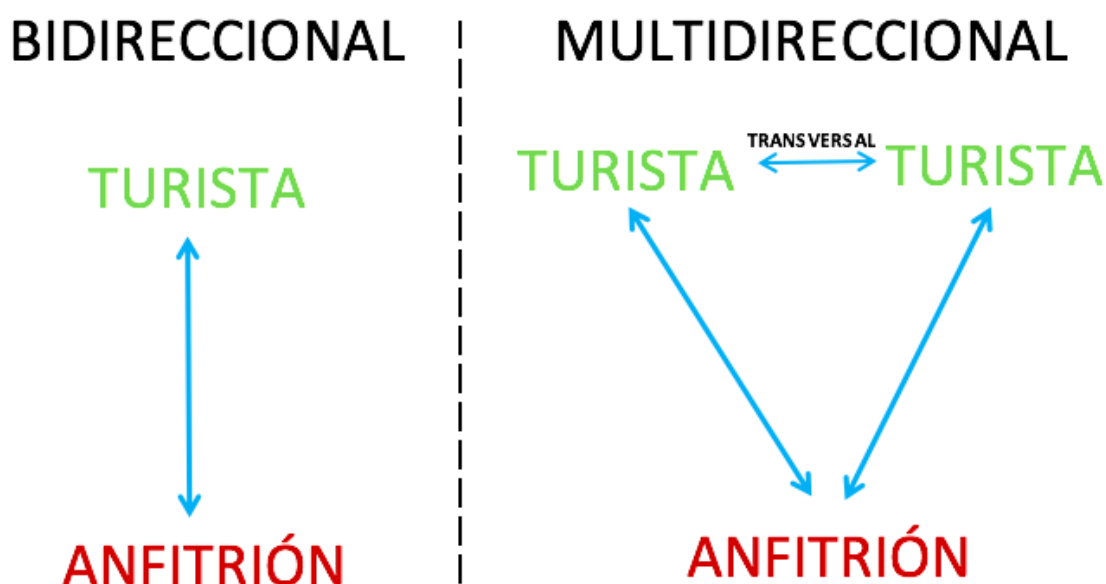 BIDIRECCIONAL
TURISTA
ANFITRIÓN
MULTIDIRECCIONAL
TURISTA TRANSVERSAL TURISTA
ANFITRIÓN